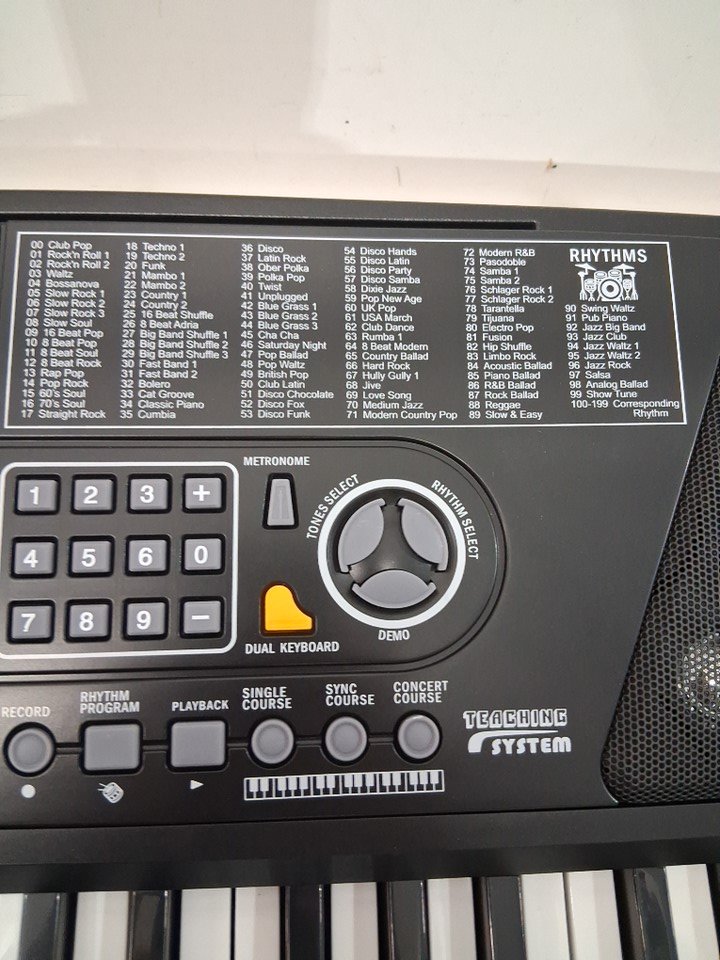 00 Club Pop
01 Rock'n Roll 1
02 Rock'n Roll 2
03 Waltz
04 Bossanova
05 Slow Rock 1
06 Slow Rock 2
07 Slow Rock 3
08 Slow Soul
09 16 Beat Pop
10 8 Beat Pop
11 8 Beat Soul
12 8 Beat Rock
13 Rap Pop
14 Pop Rock
15 60's Soul
16 70's Soul
17 Straight Rock
18 Techno 1
19 Techno 2
20 Funk
21 Mambo 1
22 Mambo 2
23 Country 1
24 Country 2
25 16 Beat Shuffle
26 8 Beat Adria
27 Big Band Shuffle 1
28 Big Band Shuffle 2
29 Big Band Shuffle 3
30 Fast Band 1
31 Fast Band 2
32 Bolero
33 Cat Groove
34 Classic Piano
35 Cumbia
36 Disco
37 Latin Rock
38 Ober Polka
39 Polka Pop
40 Twist
41 Unplugged
42 Blue Grass 1
43 Blue Grass 2
44 Blue Grass 3
45 Cha Cha
46 Saturday Night
47 Pop Ballad
48 Pop Waltz
49 British Pop
50 Club Latin
51 Disco Chocolate
52 Disco Fox
53 Disco Funk
54 Disco Hands
55 Disco Latin
56 Disco Party
57 Disco Samba
58 Dixie Jazz
59 Pop New Age
60 UK Pop
61 USA March
62 Club Dance
63 Rumba 1
64 8 Beat Modern
65 Country Ballad
66 Hard Rock
67 Hully Gully 1
68 Jive
69 Love Song
70 Medium Jazz
71 Modern Country Pop
72 Modern R&B
73 Pasodoble
74 Samba 1
75 Samba 2
76 Schlager Rock 1
77 Schlager Rock 2
78 Tarantella
79 Tijuana
80 Electro Pop
81 Fusion
82 Hip Shuffle
83 Limbo Rock
84 Acoustic Ballad
85 Piano Ballad
86 R&B Ballad
87 Rock Ballad
88 Reggae
89 Slow & Easy
RHYTHMS
90 Swing Waltz
91 Pub Piano
92 Jazz Big Band
93 Jazz Club
94 Jazz Waltz 1
95 Jazz Waltz 2
96 Jazz Rock
97 Salsa
98 Analog Ballad
99 Show Tune
100-199 Corresponding
Rhythm
1 2 3 +
4 5 6 0
7 8 9 −
METRONOME
DUAL KEYBOARD
TONES SELECT
RHYTHM SELECT
DEMO
RECORD
RHYTHM
PROGRAM
PLAYBACK
SINGLE
COURSE
SYNC
COURSE
CONCERT
COURSE
TEACHING
SYSTEM